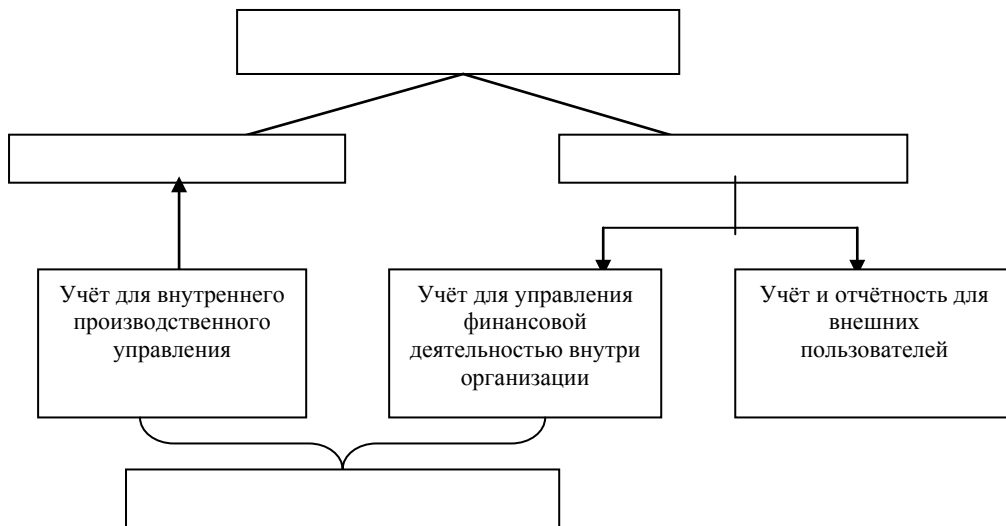 Учёт для внутреннего
производственного
управления
Учёт для управления
финансовой
деятельностью внутри
организации
Учёт и отчётность для
внешних
пользователей